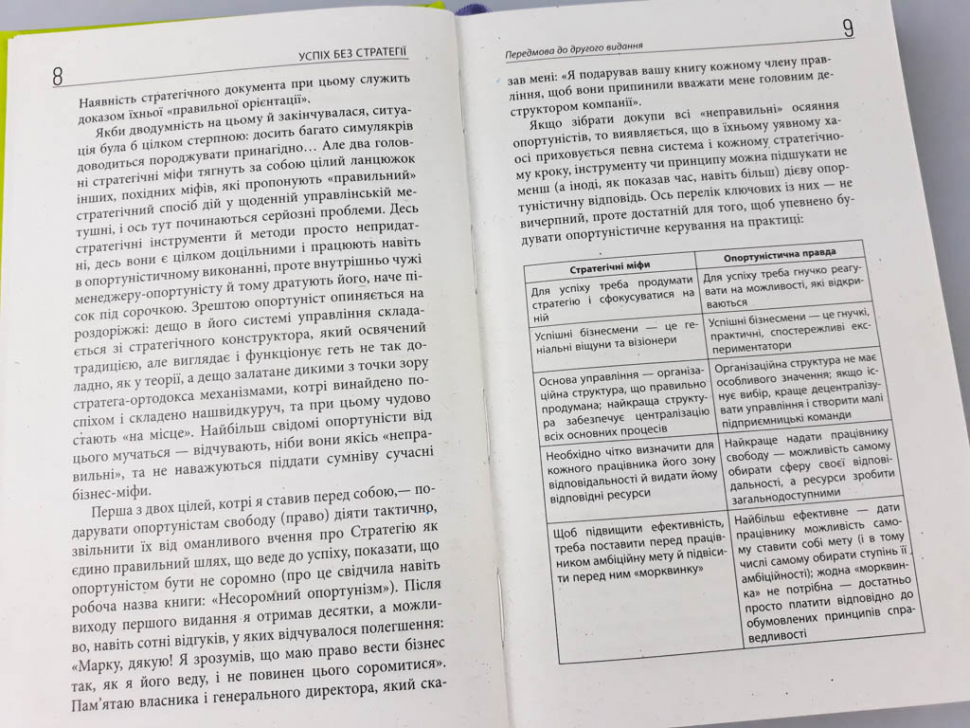 8
УСПІХ БЕЗ СТРАТЕГІЇ
Наявність стратегічного документа при цьому служить
доказом їхньої «правильної орієнтації».
Якби дводумність на цьому й закінчувалася, ситуа-
ція була б цілком стерпною: досить багато симулякрів
доводиться породжувати принагідно... Але два голов-
ні стратегічні міфи тягнуть за собою цілий ланцюжок
інших, похідних міфів, які пропонують «правильний»
стратегічний спосіб дій у щоденній управлінській ме-
тушні, і ось тут починаються серйозні проблеми. Десь
стратегічні інструменти й методи просто непридат-
ні, десь вони є цілком доцільними і працюють навіть
в опортуністичному виконанні, проте внутрішньо чужі
менеджеру-опортуністу й тому дратують його, наче пі-
сок під сорочкою. Зрештою опортуніст опиняється на
роздоріжжі: дещо в його системі управління склада-
ється зі стратегічного конструктора, який освячений
традицією, але виглядає і функціонує геть не так до-
ладно, як у теорії, а дещо залатане дикими з точки зору
стратега-ортодокса механізмами, котрі винайдено по-
спіхом і складено нашвидкуруч, та при цьому чудово
стають «на місце». Найбільш свідомі опортуністи від
цього мучаться — відчувають, ніби вони якісь «непра-
вильні», та не наважуються піддати сумніву сучасні
бізнес-міфи.
Перша з двох цілей, котрі я ставив перед собою,— по-
дарувати опортуністам свободу (право) діяти тактично,
звільнити їх від оманливого вчення про Стратегію як
єдино правильний шлях, що веде до успіху, показати, що
опортуністом бути не соромно (про це свідчила навіть
робоча назва книги: «Несоромний опортунізм»). Після
виходу першого видання я отримав десятки, а можли-
во, навіть сотні відгуків, у яких відчувалося полегшення:
«Марку, дякую! Я зрозумів, що маю право вести бізнес
так, як я його веду, і не повинен цього соромитися».
Пам'ятаю власника і генерального директора, який ска-
Передмова до другого видання
9
зав мені: «Я подарував вашу книгу кожному члену прав-
ління, щоб вони припинили вважати мене головним де-
структором компанії».
Якщо зібрати докупи всі «неправильні» осяяння
опортуністів, то виявляється, що в їхньому уявному ха-
осі приховується певна система і кожному стратегічно-
му кроку, інструменту чи принципу можна підшукати не
менш (а іноді, як показав час, навіть більш) дієву опор-
туністичну відповідь. Ось перелік ключових із них — не
вичерпний, проте достатній для того, щоб упевнено бу-
дувати опортуністичне керування на практиці:
Стратегічні міфи
Опортуністична правда
Для успіху треба продумати
стратегію і сфокусуватися на
ній
Для успіху треба гнучко реагу-
вати на можливості, які відкри-
ваються
Успішні бізнесмени — це ге-
ніальні віщуни та візіонери
Успішні бізнесмени — це гнучкі,
практичні, спостережливі екс-
периментатори
Основа управління — організа-
ційна структура, що правильно
продумана; найкраща структу-
ра забезпечує централізацію
всіх основних процесів
Організаційна структура не має
особливого значення; якщо іс-
нує вибір, краще децентралізу-
вати управління і створити малі
підприємницькі команди
Необхідно чітко визначити для
кожного працівника його зону
відповідальності й видати йому
відповідні ресурси
Найкраще надати працівнику
свободу — можливість самому
обирати сферу своєї відпові-
дальності, а ресурси зробити
загальнодоступними
Щоб підвищити ефективність,
треба поставити перед праців-
ником амбіційну мету й підвіси-
ти перед ним «морквинку»
Найбільш ефективне — дати
працівнику можливість само-
му ставити собі мету (і в тому
числі самому обирати ступінь її
амбіційності); жодна «морквин-
ка» не потрібна — достатньо
просто платити відповідно до
обумовлених принципів спра-
ведливості